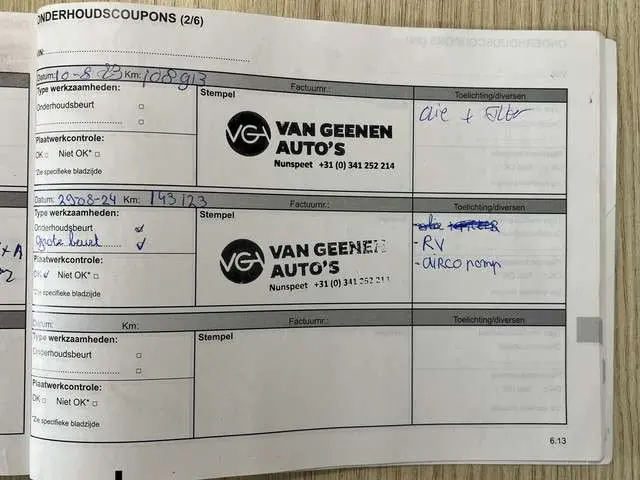 ONDERHOUDSCOUPONS (2/6)
VIN:
Datum: 10-8-23 Km: 108913
Factuurnr.:
Toelichting/diversen
Type werkzaamheden:
Onderhoudsbeurt
Plaatwerkcontrole:
OK Niet OK*
*Zie specifieke bladzijde
Stempel
VGA VAN GEENEN
AUTO'S
Nunspeet +31 (0) 341 252 214
olie + filter
Datum: 29-08-24 Km: 143123
Factuurnr.:
Toelichting/diversen
Type werkzaamheden:
Onderhoudsbeurt
Grote beurt
Plaatwerkcontrole:
OK Niet OK*
*Zie specifieke bladzijde
Stempel
VGA VAN GEENEN
AUTO'S
Nunspeet +31 (0) 341 252 213
- RV
- airco pomp
Datum: Km:
Factuurnr.:
Toelichting/diversen
Type werkzaamheden:
Onderhoudsbeurt
Plaatwerkcontrole:
OK Niet OK*
*Zie specifieke bladzijde
Stempel
6.13